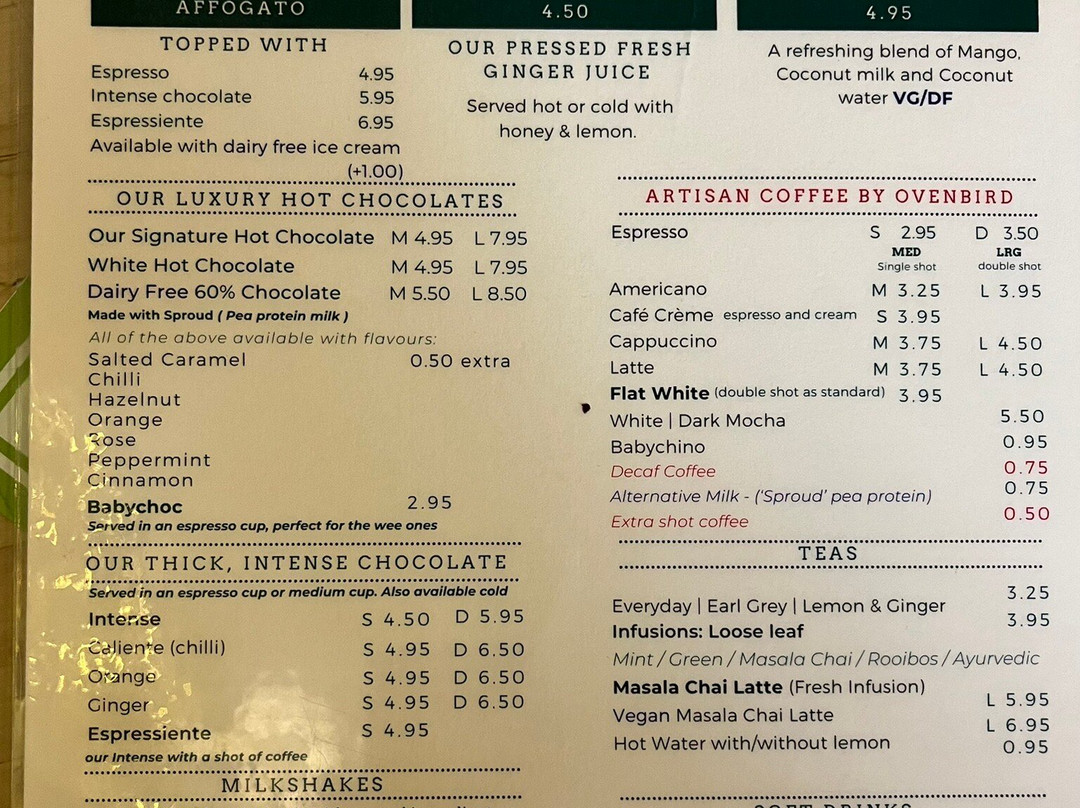 AFFOGATO
TOPPED WITH
Espresso 4.95
Intense chocolate 5.95
Espressiente 6.95
Available with dairy free ice cream
(+1.00)
4.50
OUR PRESSED FRESH
GINGER JUICE
Served hot or cold with
honey & lemon.
4.95
A refreshing blend of Mango,
Coconut milk and Coconut
water VG/DF
OUR LUXURY HOT CHOCOLATES
Our Signature Hot Chocolate M 4.95 L 7.95
White Hot Chocolate M 4.95 L 7.95
Dairy Free 60% Chocolate M 5.50 L 8.50
Made with Sproud ( Pea protein milk )
All of the above available with flavours:
Salted Caramel 0.50 extra
Chilli
Hazelnut
Orange
Rose
Peppermint
Cinnamon
Babychoc 2.95
Served in an espresso cup, perfect for the wee ones
OUR THICK, INTENSE CHOCOLATE
Served in an espresso cup or medium cup. Also available cold
Intense S 4.50 D 5.95
Caliente (chilli) S 4.95 D 6.50
Orange S 4.95 D 6.50
Ginger S 4.95 D 6.50
Espressiente S 4.95
our Intense with a shot of coffee
MILKSHAKES
ARTISAN COFFEE BY OVENBIRD
Espresso S 2.95 D 3.50
MED LRG
Single shot double shot
Americano M 3.25 L 3.95
Café Crème espresso and cream S 3.95
Cappuccino M 3.75 L 4.50
Latte M 3.75 L 4.50
Flat White (double shot as standard) 3.95
White | Dark Mocha 5.50
Babychino 0.95
Decaf Coffee 0.75
Alternative Milk - ('Sproud' pea protein) 0.75
Extra shot coffee 0.50
TEAS
Everyday | Earl Grey | Lemon & Ginger 3.25
Infusions: Loose leaf 3.95
Mint / Green / Masala Chai / Rooibos / Ayurvedic
Masala Chai Latte (Fresh Infusion) L 5.95
Vegan Masala Chai Latte L 6.95
Hot Water with/without lemon 0.95
SOFT DRINKS